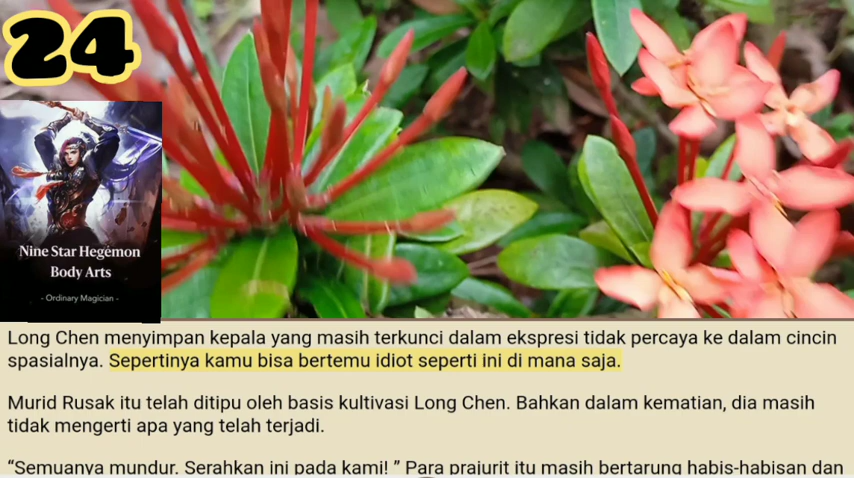 24
Nine Star Hegemon
Body Arts
- Ordinary Magician -
Long Chen menyimpan kepala yang masih terkunci dalam ekspresi tidak percaya ke dalam cincin
spasialnya. Sepertinya kamu bisa bertemu idiot seperti ini di mana saja.
Murid Rusak itu telah ditipu oleh basis kultivasi Long Chen. Bahkan dalam kematian, dia masih
tidak mengerti apa yang telah terjadi.
“Semuanya mundur. Serahkan ini pada kami! ” Para prajurit itu masih bertarung habis-habisan dan